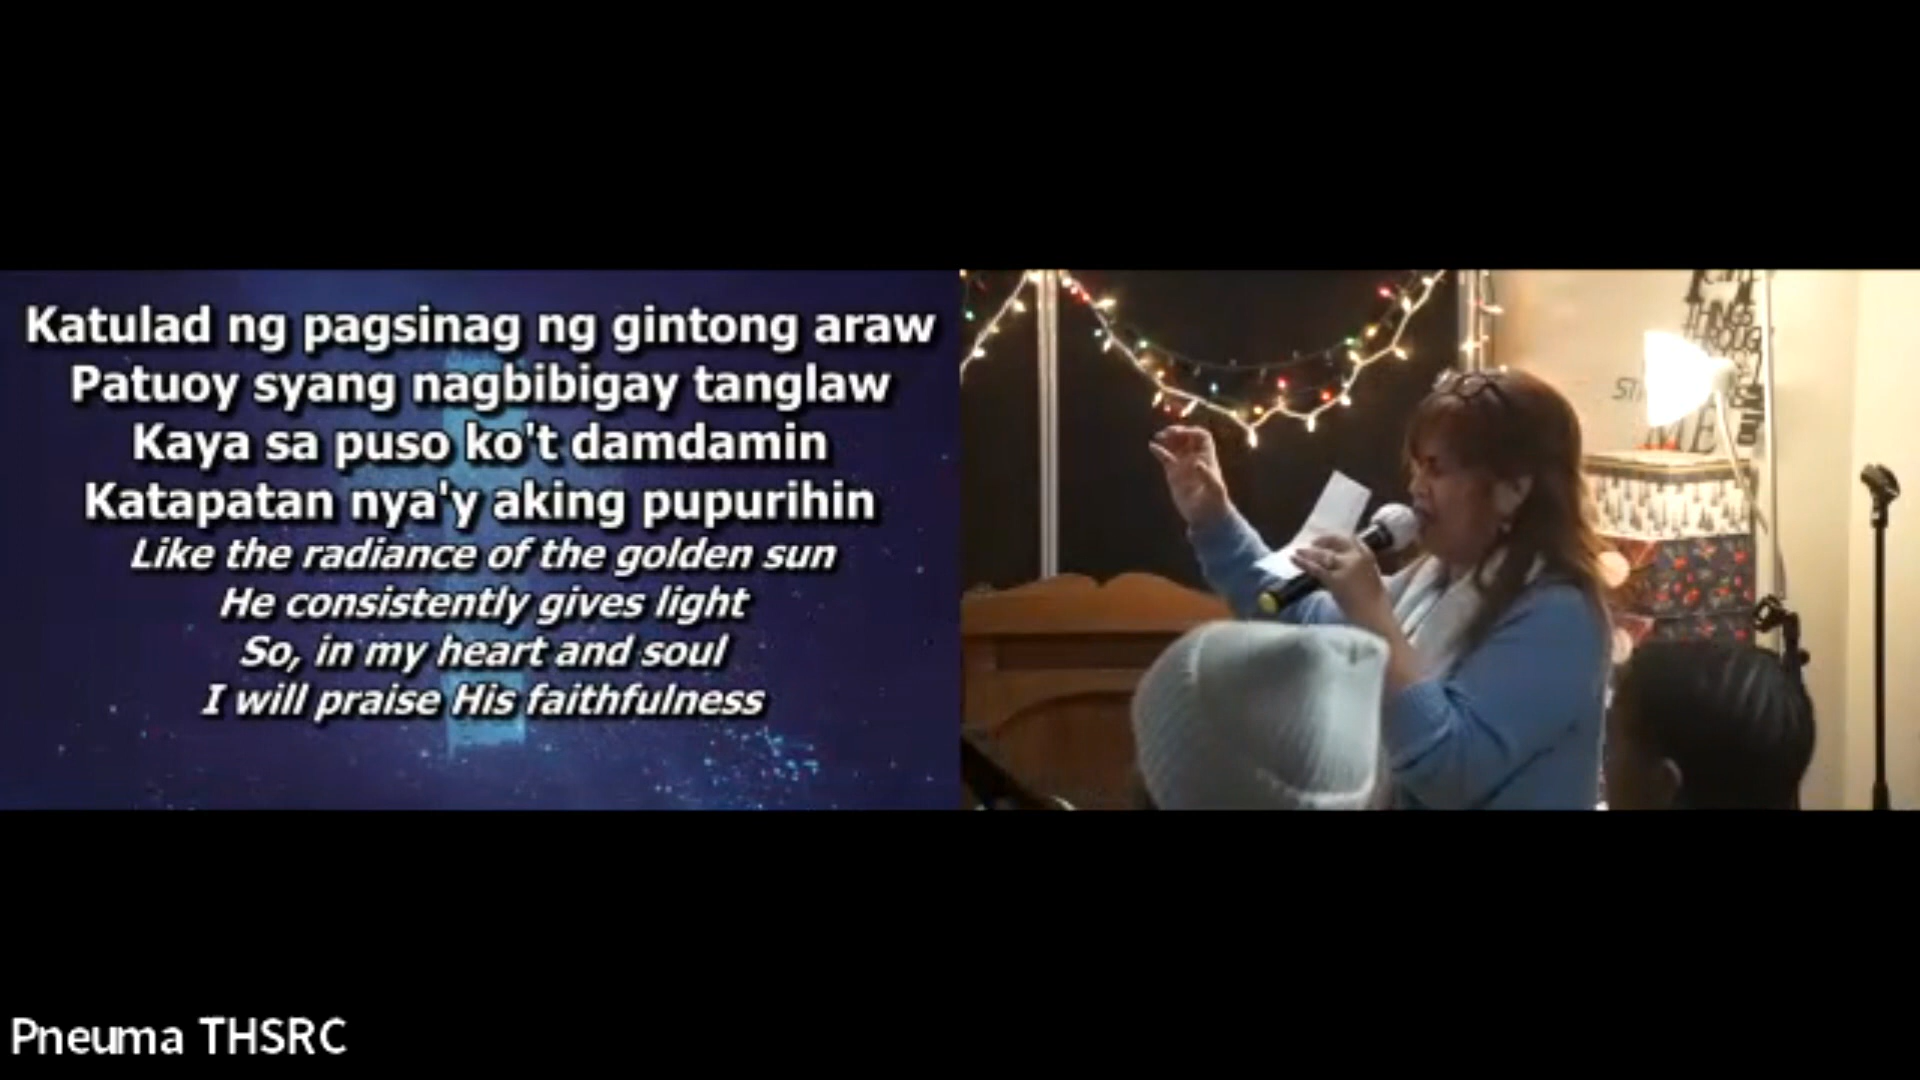 Katulad ng pagsinag ng gintong araw
Patuoy syang nagbibigay tanglaw
Kaya sa puso ko't damdamin
Katapatan nya'y aking pupurihin
Like the radiance of the golden sun
He consistently gives light
So, in my heart and soul
I will praise His faithfulness
THINGS
ME
Pneuma THSRC